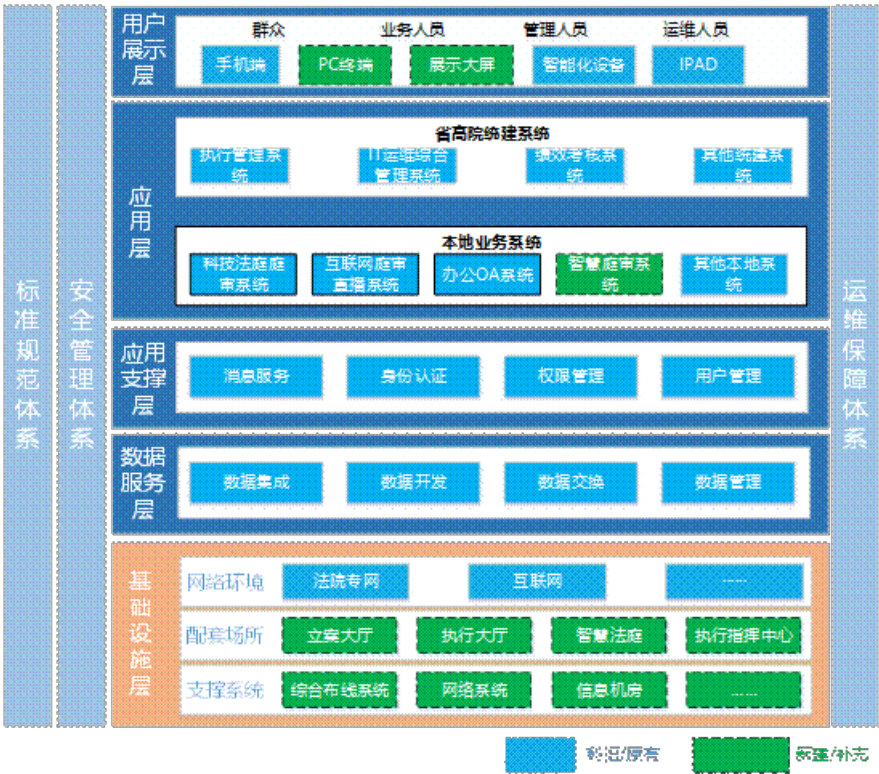 用户
展示
层
群众 业务人员 管理人员 运维人员
手机端 PC终端 展示大屏 智能化设备 IPAD
应
用
层
省高院统建系统
执行管理系
统
IT运维综合
管理系统
绩效考核系
统
其他统建系
统
本地业务系统
科技法庭庭
审系统
互联网庭审
直播系统
办公OA系统
智慧庭审系
统
其他本地系
统
标
准
规
范
体
系
安
全
管
理
体
系
运
维
保
障
体
系
应用
支撑
层
消息服务 身份认证 权限管理 用户管理
数据
服务
层
数据集成 数据开发 数据交换 数据管理
基
础
设
施
层
网络环境 法院专网 互联网 ......
配套场所 立案大厅 执行大厅 智慧法庭 执行指挥中心
支撑系统 综合布线系统 网络系统 信息机房 ......
新建/补充